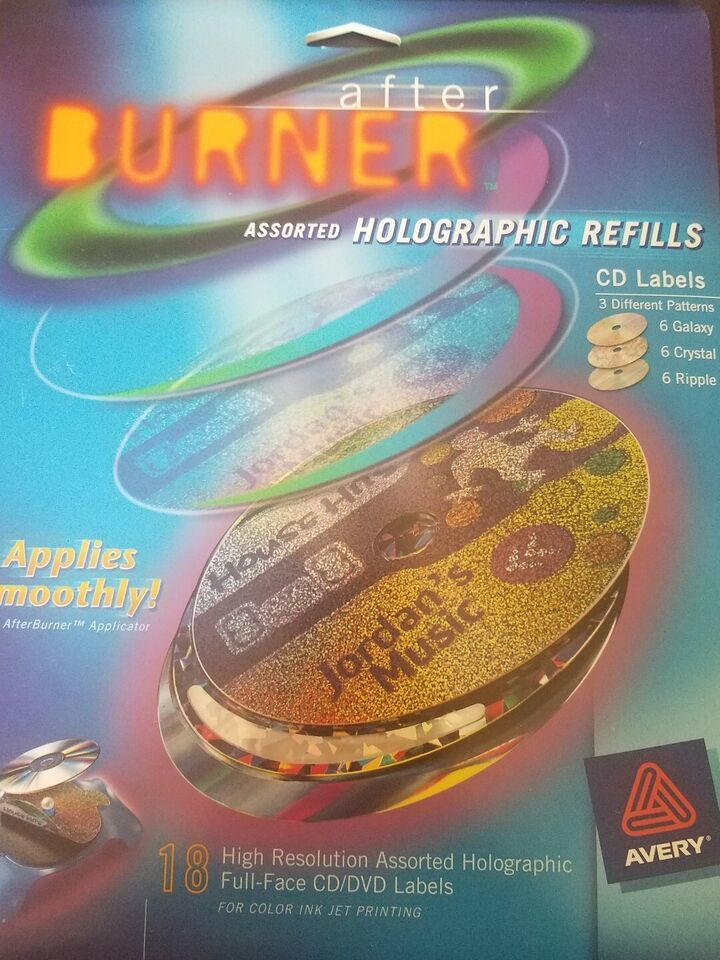 after
BURNER™
ASSORTED HOLOGRAPHIC REFILLS
CD Labels
3 Different Patterns
6 Galaxy
6 Crystal
6 Ripple
Jordan's
House Hits
Jordan's
Music
Applies
moothly!
AfterBurner™ Applicator
AVERY®
18 High Resolution Assorted Holographic
Full-Face CD/DVD Labels
FOR COLOR INK JET PRINTING